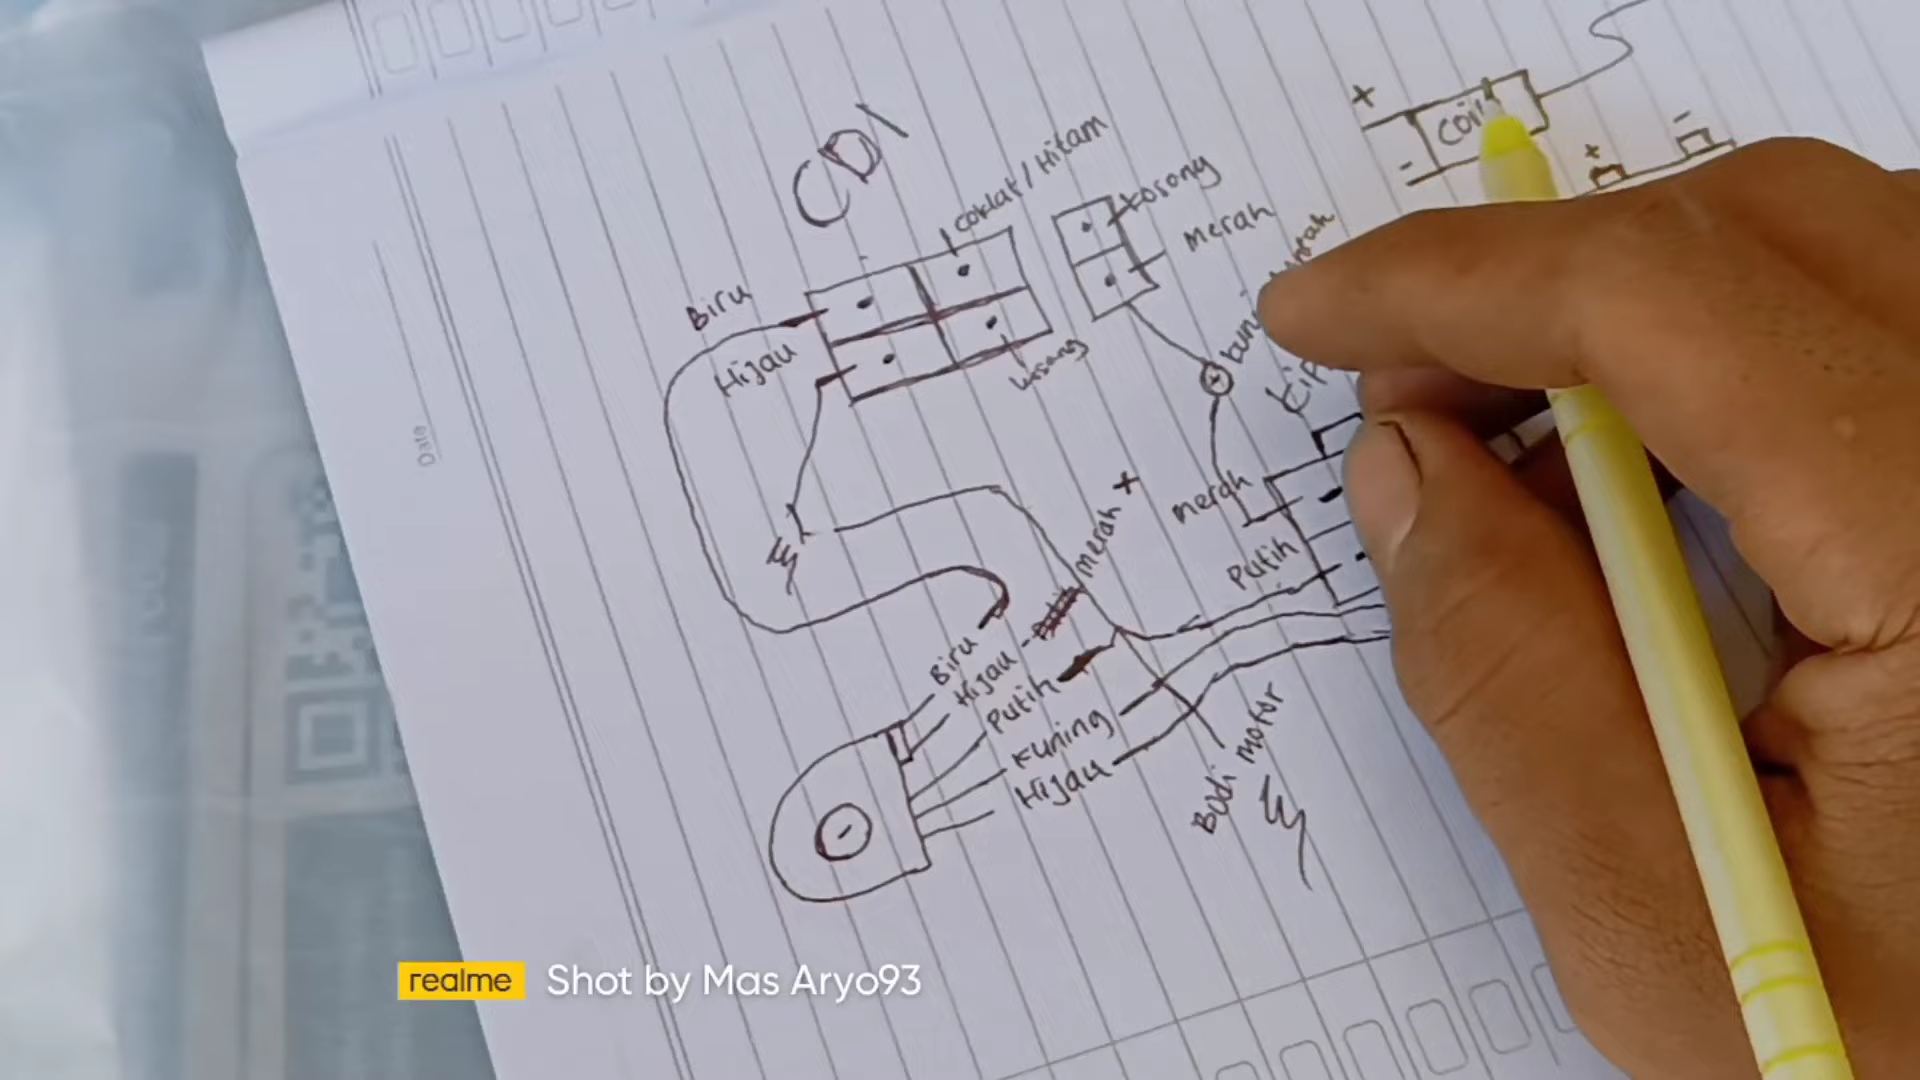 CDI
Coklat/Hitam
Kosong
Merah
Biru
Hijau
kosong
+
Coil
-
+
-
Merah
Putih
merah +
Biru
Hijau -
Putih
Kuning
Hijau
Bodi motor
Date
realme Shot by Mas Aryo93